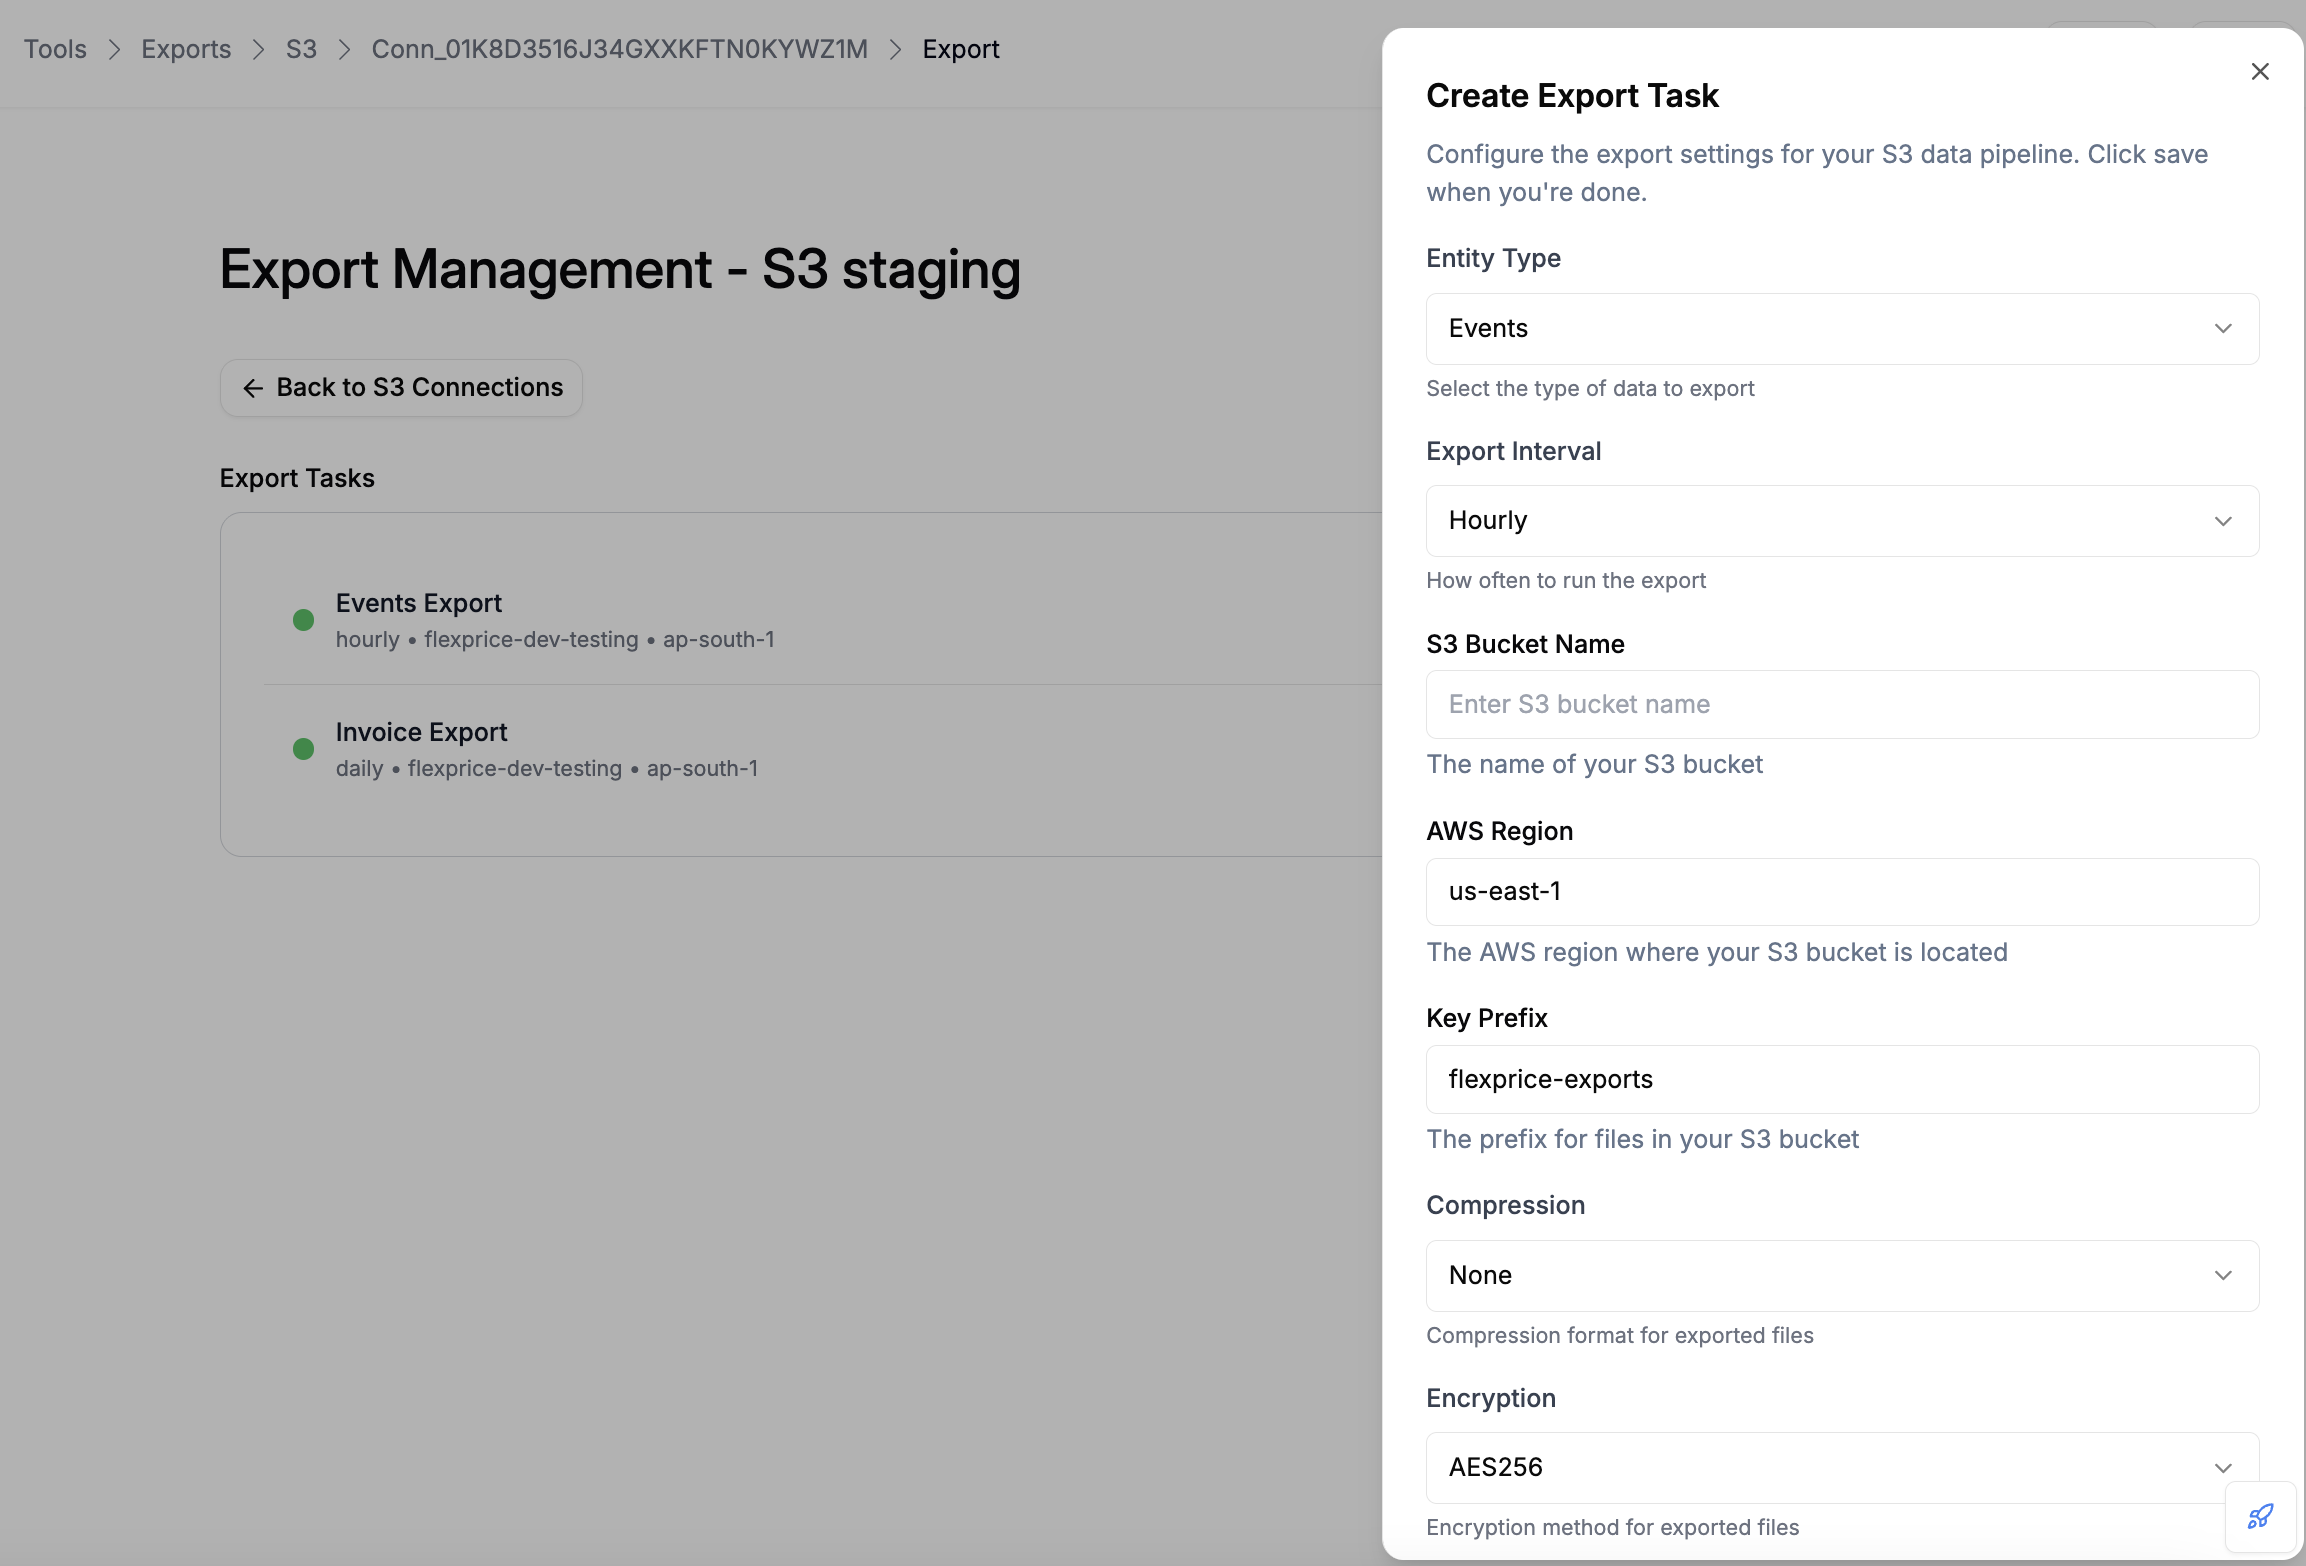 Tools > Exports > S3 > Conn_01K8D3516J34GXXKFTN0KYWZ1M > Export
Export Management - S3 staging
← Back to S3 Connections
Export Tasks
Events Export
hourly • flexprice-dev-testing • ap-south-1
Invoice Export
daily • flexprice-dev-testing • ap-south-1
Create Export Task
Configure the export settings for your S3 data pipeline. Click save
when you're done.
Entity Type
Events
Select the type of data to export
Export Interval
Hourly
How often to run the export
S3 Bucket Name
Enter S3 bucket name
The name of your S3 bucket
AWS Region
us-east-1
The AWS region where your S3 bucket is located
Key Prefix
flexprice-exports
The prefix for files in your S3 bucket
Compression
None
Compression format for exported files
Encryption
AES256
Encryption method for exported files